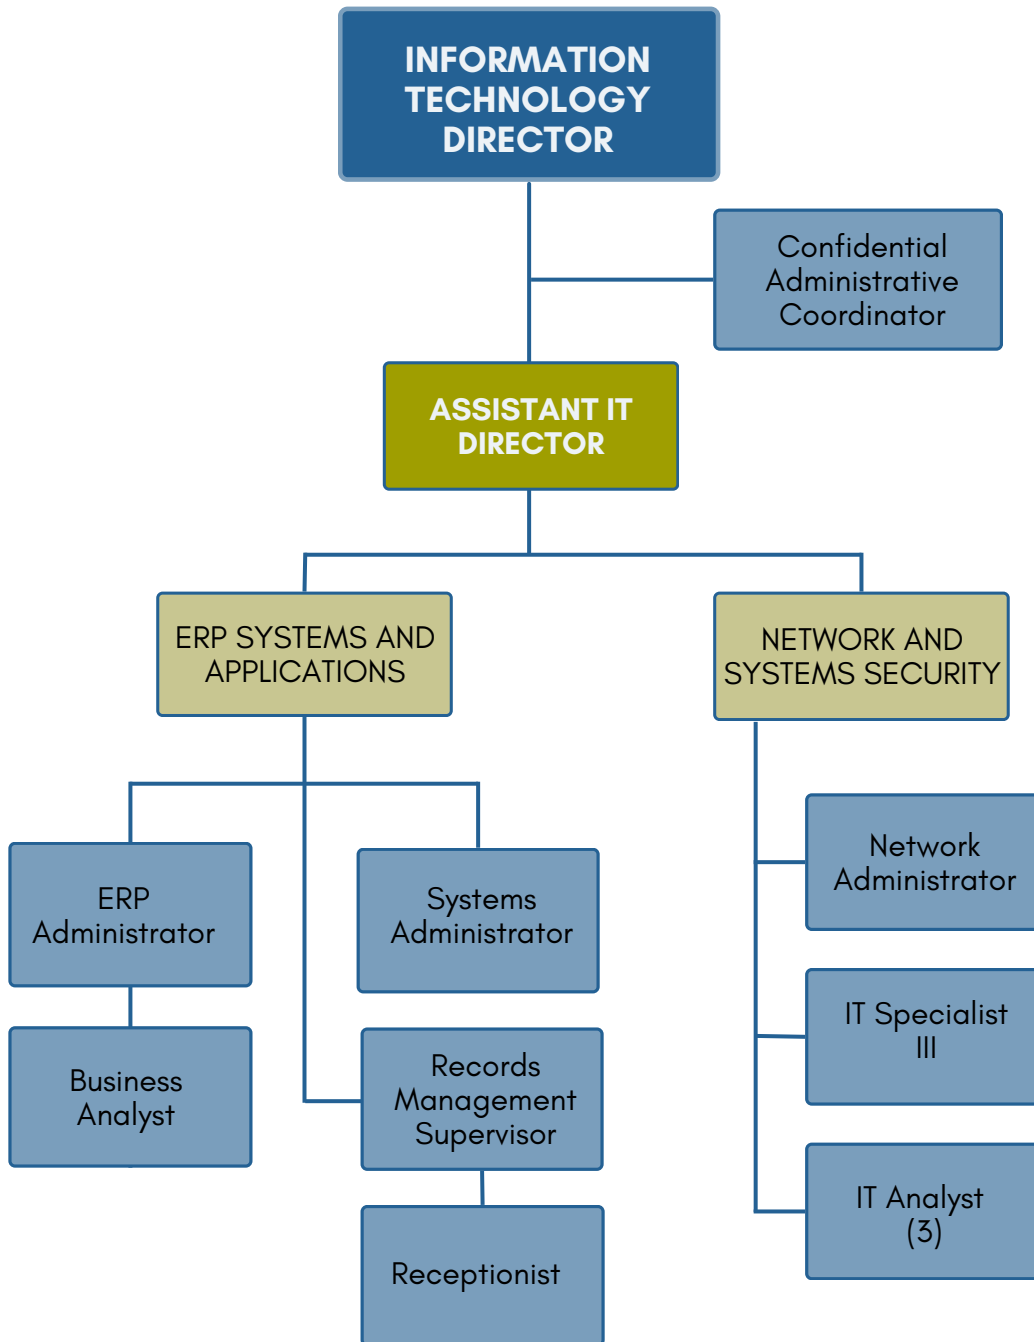 INFORMATION
TECHNOLOGY
DIRECTOR
Confidential
Administrative
Coordinator
ASSISTANT IT
DIRECTOR
ERP SYSTEMS AND
APPLICATIONS
NETWORK AND
SYSTEMS SECURITY
ERP
Administrator
Systems
Administrator
Network
Administrator
Business
Analyst
Records
Management
Supervisor
IT Specialist
III
Receptionist
IT Analyst
(3)